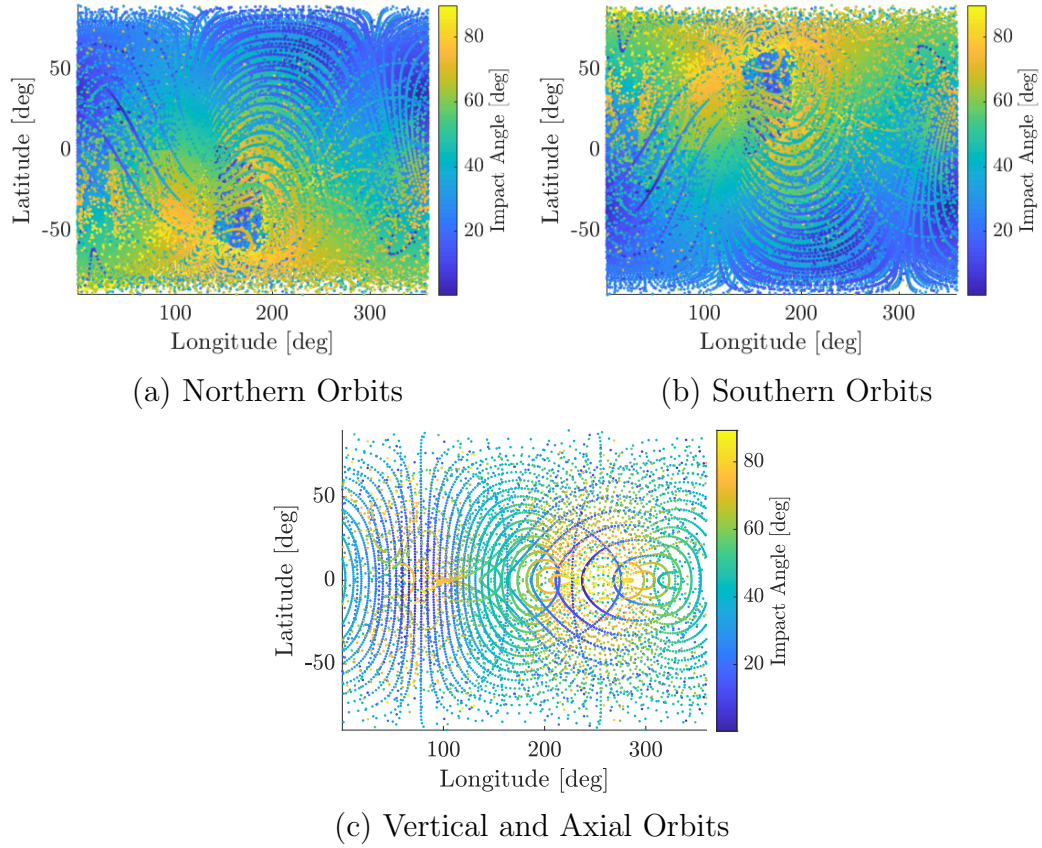 50
0
-50
Latitude [deg]
100
200
300
Longitude [deg]
80
60
40
20
Impact Angle [deg]
(a) Northern Orbits
50
0
-50
Latitude [deg]
100
200
300
Longitude [deg]
80
60
40
20
Impact Angle [deg]
(b) Southern Orbits
50
0
-50
Latitude [deg]
100
200
300
Longitude [deg]
80
60
40
20
Impact Angle [deg]
(c) Vertical and Axial Orbits